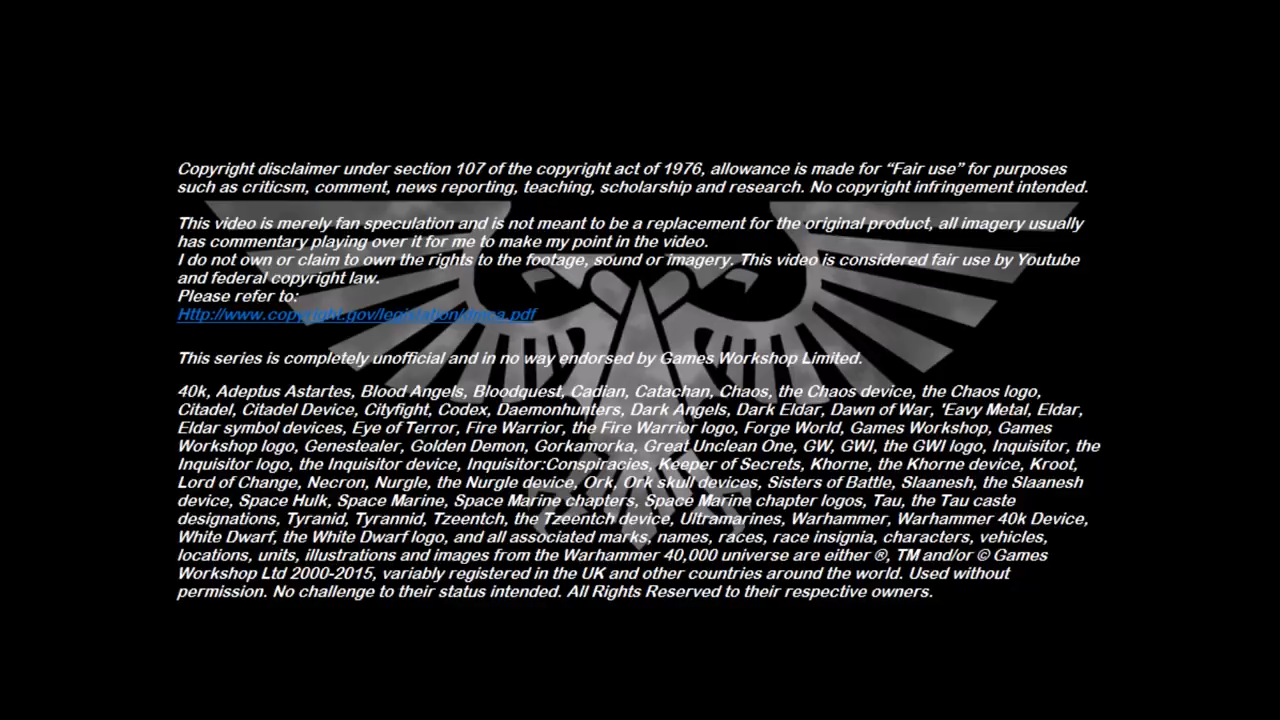 Copyright disclaimer under section 107 of the copyright act of 1976, allowance is made for “Fair use” for purposes
such as criticsm, comment, news reporting, teaching, scholarship and research. No copyright infringement intended.
This video is merely fan speculation and is not meant to be a replacement for the original product, all imagery usually
has commentary playing over it for me to make my point in the video.
I do not own or claim to own the rights to the footage, sound or imagery. This video is considered fair use by Youtube
and federal copyright law.
Please refer to:
Http://www.copyright.gov/legislation/dmca.pdf
This series is completely unofficial and in no way endorsed by Games Workshop Limited.
40k, Adeptus Astartes, Blood Angels, Bloodquest, Cadian, Catachan, Chaos, the Chaos device, the Chaos logo,
Citadel, Citadel Device, Cityfight, Codex, Daemonhunters, Dark Angels, Dark Eldar, Dawn of War, 'Eavy Metal, Eldar,
Eldar symbol devices, Eye of Terror, Fire Warrior, the Fire Warrior logo, Forge World, Games Workshop, Games
Workshop logo, Genestealer, Golden Demon, Gorkamorka, Great Unclean One, GW, GWI, the GWI logo, Inquisitor, the
Inquisitor logo, the Inquisitor device, Inquisitor:Conspiracies, Keeper of Secrets, Khorne, the Khorne device, Kroot,
Lord of Change, Necron, Nurgle, the Nurgle device, Ork, Ork skull devices, Sisters of Battle, Slaanesh, the Slaanesh
device, Space Hulk, Space Marine, Space Marine chapters, Space Marine chapter logos, Tau, the Tau caste
designations, Tyranid, Tyrannid, Tzeentch, the Tzeentch device, Ultramarines, Warhammer, Warhammer 40k Device,
White Dwarf, the White Dwarf logo, and all associated marks, names, races, race insignia, characters, vehicles,
locations, units, illustrations and images from the Warhammer 40,000 universe are either ®, TM and/or © Games
Workshop Ltd 2000-2015, variably registered in the UK and other countries around the world. Used without
permission. No challenge to their status intended. All Rights Reserved to their respective owners.